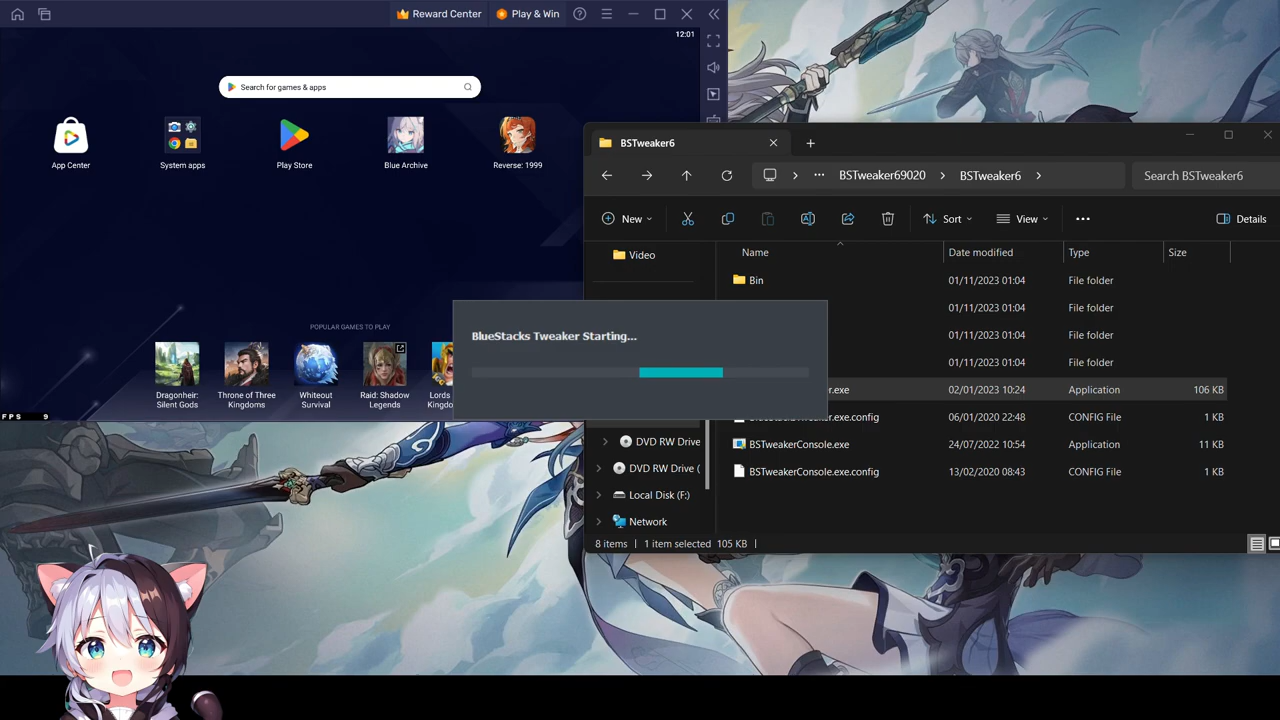 Reward Center
Play & Win
12:01
Search for games & apps
App Center
System apps
Play Store
Blue Archive
Reverse: 1999
POPULAR GAMES TO PLAY
Dragonheir:
Silent Gods
Throne of Three
Kingdoms
Whiteout
Survival
Raid: Shadow
Legends
Lords
Kingdo
FPS 9
BSTweaker6
BSTweaker69020
BSTweaker6
Search BSTweaker6
New
Sort
View
Details
Name
Date modified
Type
Size
Video
Bin
01/11/2023 01:04
File folder
01/11/2023 01:04
File folder
01/11/2023 01:04
File folder
01/11/2023 01:04
File folder
BlueStacks Tweaker Starting...
r.exe
02/01/2023 10:24
Application
106 KB
BlueStacksTweaker.exe.config
06/01/2020 22:48
CONFIG File
1 KB
BSTweakerConsole.exe
24/07/2022 10:54
Application
11 KB
BSTweakerConsole.exe.config
13/02/2020 08:43
CONFIG File
1 KB
DVD RW Drive
DVD RW Drive (
Local Disk (F:)
Network
8 items
1 item selected 105 KB